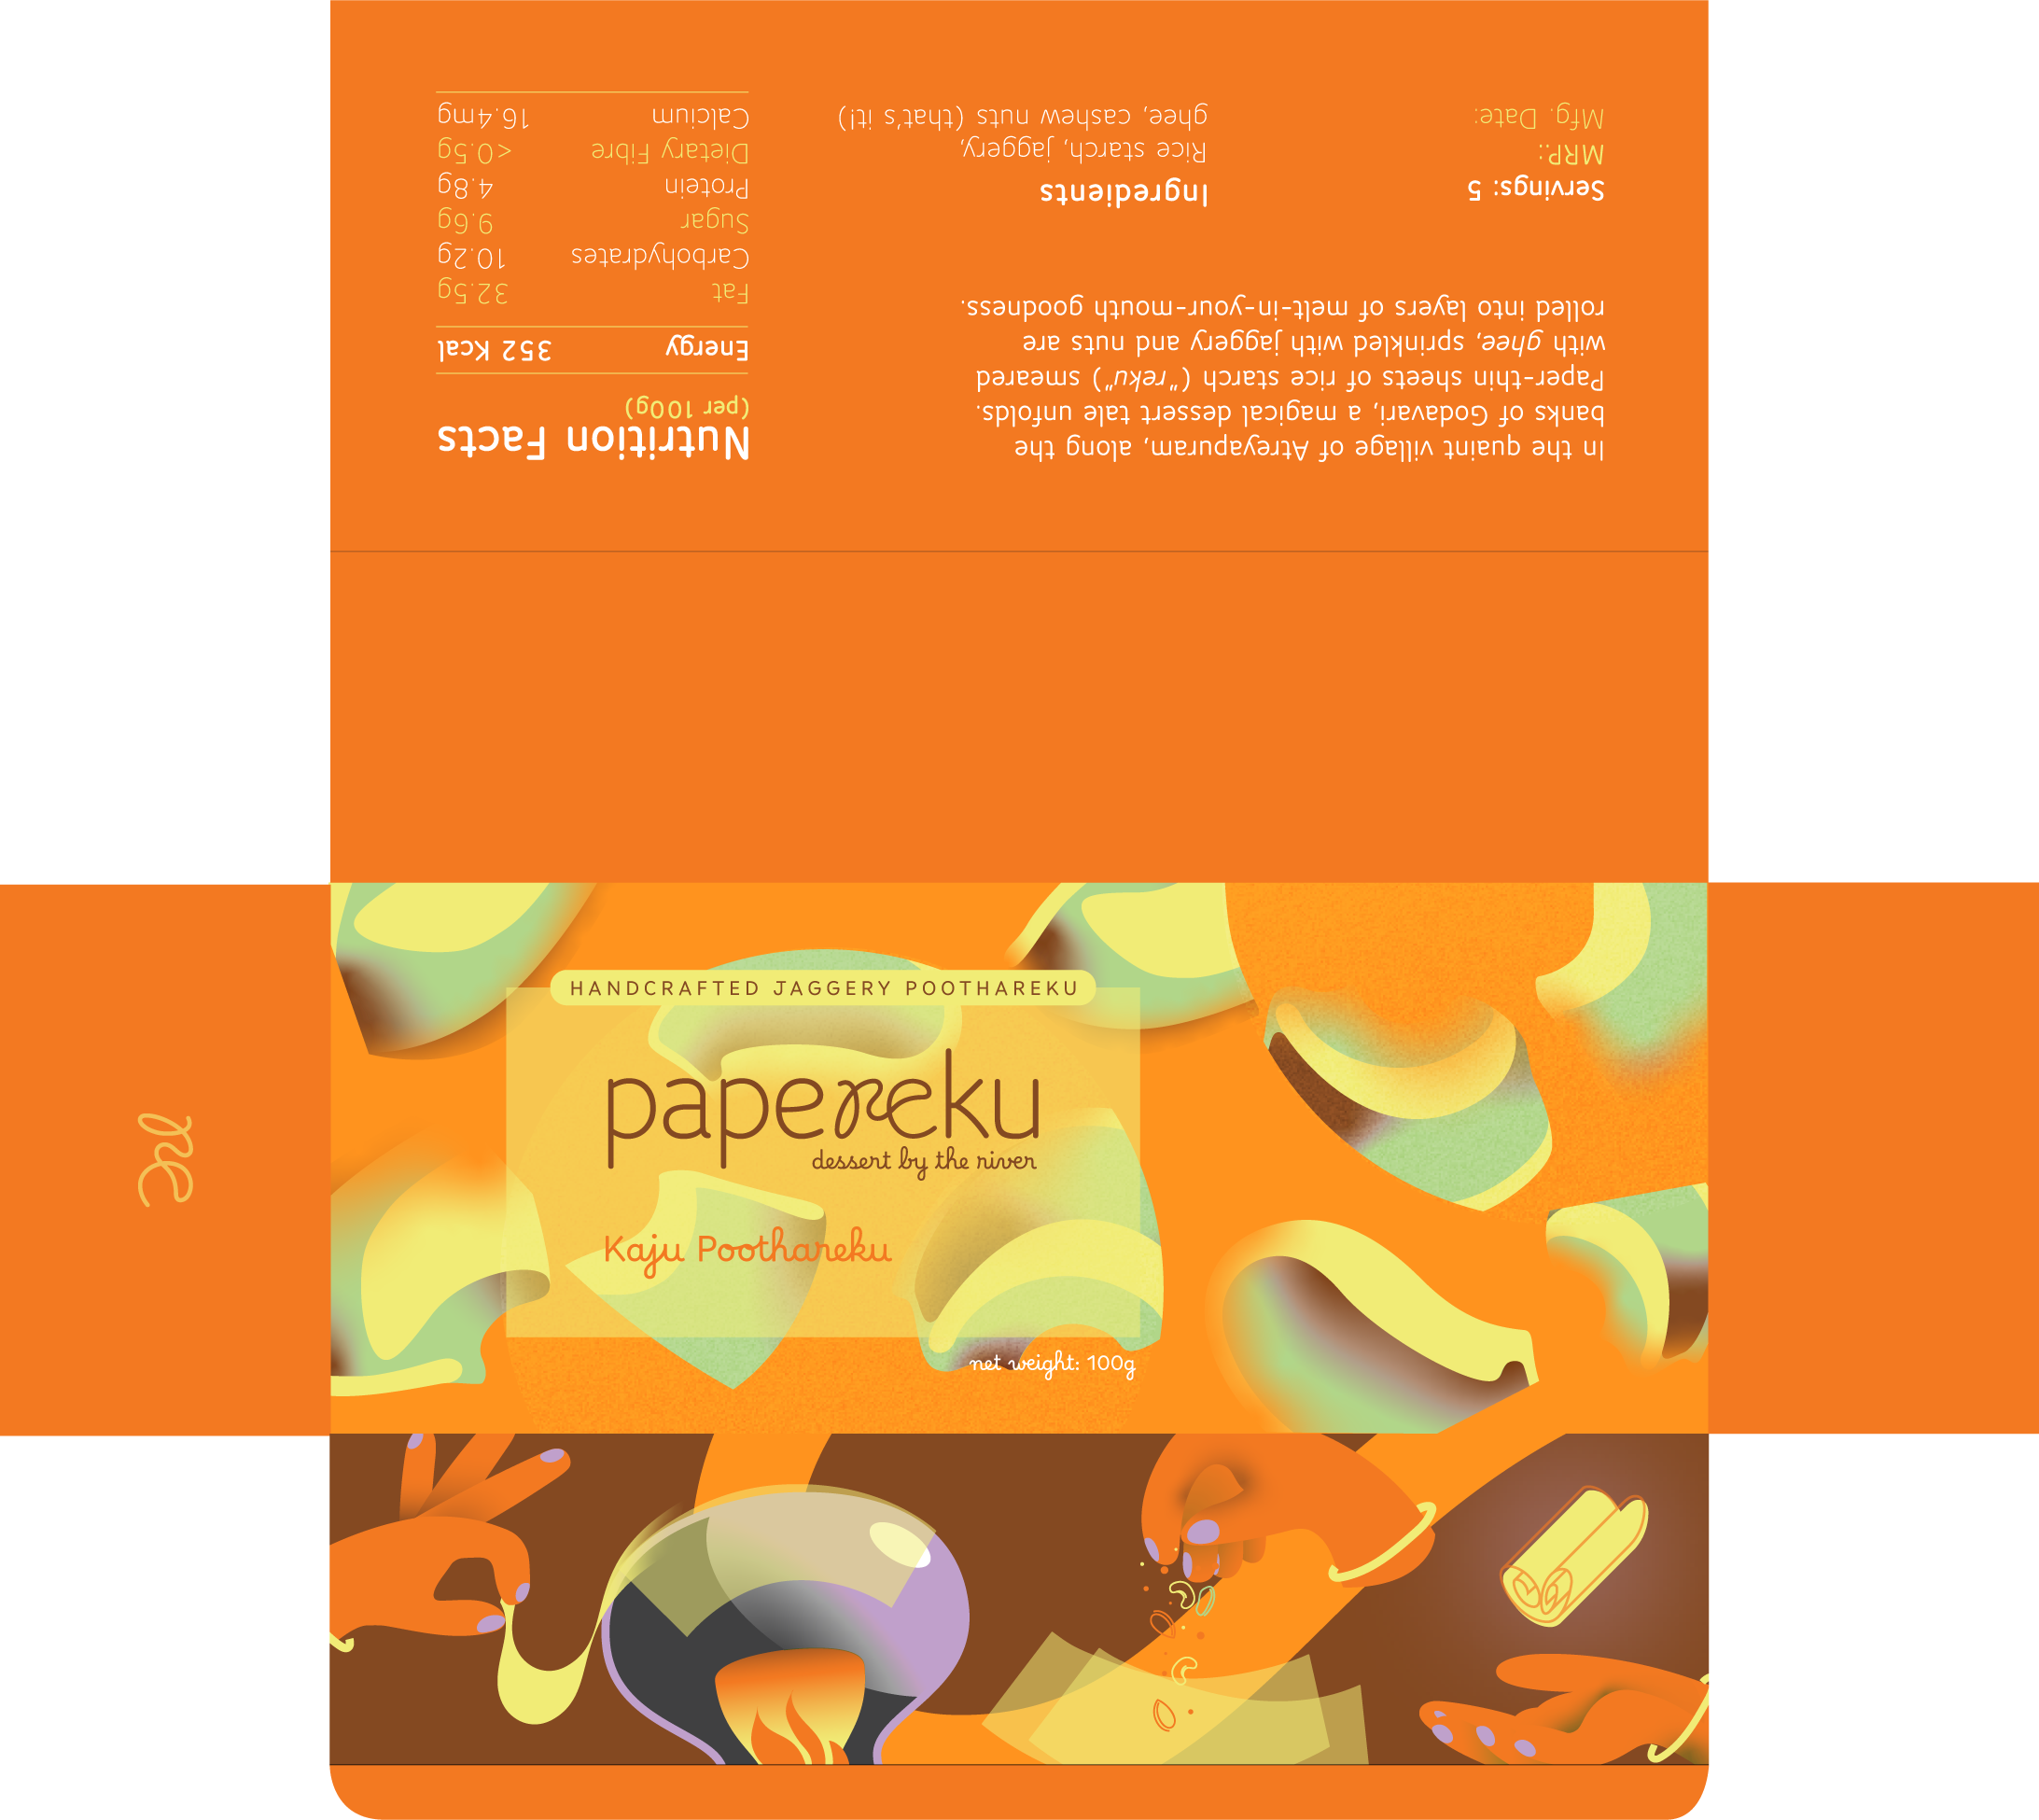 In the quaint village of Atreyapuram, along the
banks of Godavari, a magical dessert tale unfolds.
Paper-thin sheets of rice starch ("reku") smeared
with ghee, sprinkled with jaggery and nuts are
rolled into layers of melt-in-your-mouth goodness.
Servings: 5
MRP.:
Mfg. Date:
Ingredients
Rice starch, jaggery,
ghee, cashew nuts (that's it!)
Nutrition Facts
(per 100g)
Energy 352 Kcal
Fat 32.5g
Carbohydrates 10.2g
Sugar 9.6g
Protein 4.8g
Dietary Fibre <0.5g
Calcium 16.4mg
HANDCRAFTED JAGGERY POOTHAREKU
papereku
dessert by the river
Kaju Poothareku
net weight: 100g
re